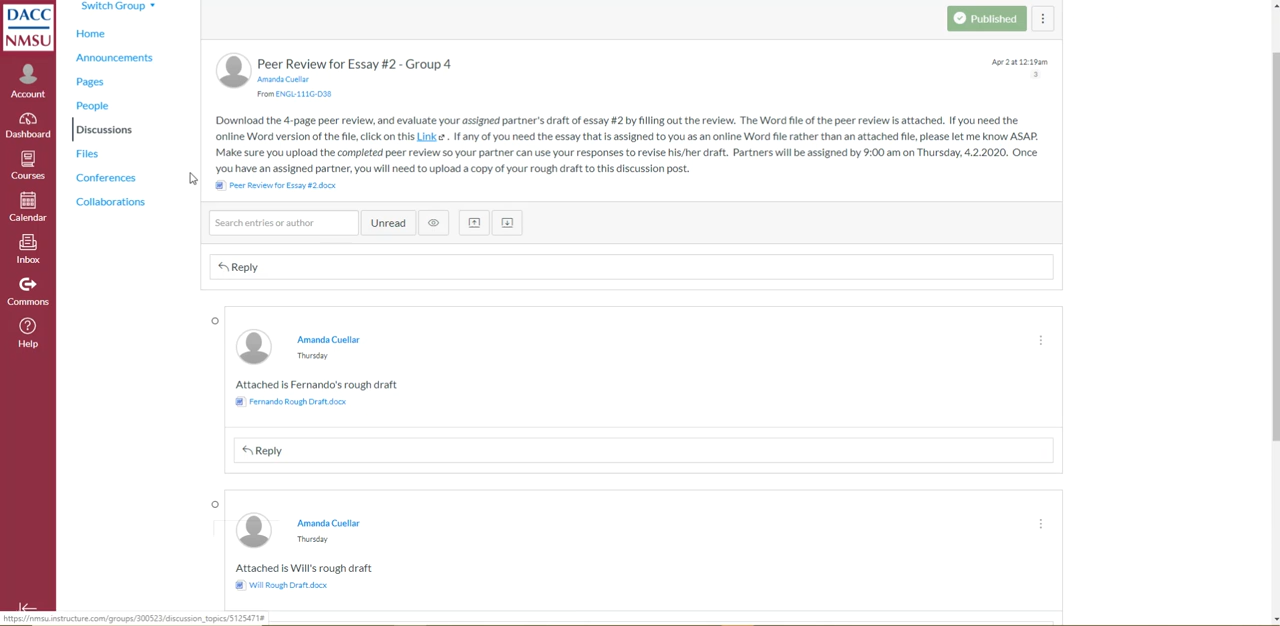 DACC
NMSU
Account
Dashboard
Courses
Calendar
Inbox
Commons
Help
Switch Group
Home
Announcements
Pages
People
Discussions
Files
Conferences
Collaborations
Published
Peer Review for Essay #2 - Group 4
Amanda Cuellar
From ENGL-111G-D38
Apr 2 at 12:19am
3
Download the 4-page peer review, and evaluate your assigned partner's draft of essay #2 by filling out the review. The Word file of the peer review is attached. If you need the
online Word version of the file, click on this Link . If any of you need the essay that is assigned to you as an online Word file rather than an attached file, please let me know ASAP.
Make sure you upload the completed peer review so your partner can use your responses to revise his/her draft. Partners will be assigned by 9:00 am on Thursday, 4.2.2020. Once
you have an assigned partner, you will need to upload a copy of your rough draft to this discussion post.
Peer Review for Essay #2.docx
Search entries or author
Unread
Reply
Amanda Cuellar
Thursday
Attached is Fernando's rough draft
Fernando Rough Draft.docx
Reply
Amanda Cuellar
Thursday
Attached is Will's rough draft
Will Rough Draft.docx
https://nmsu.instructure.com/groups/300523/discussion_topics/5125471#